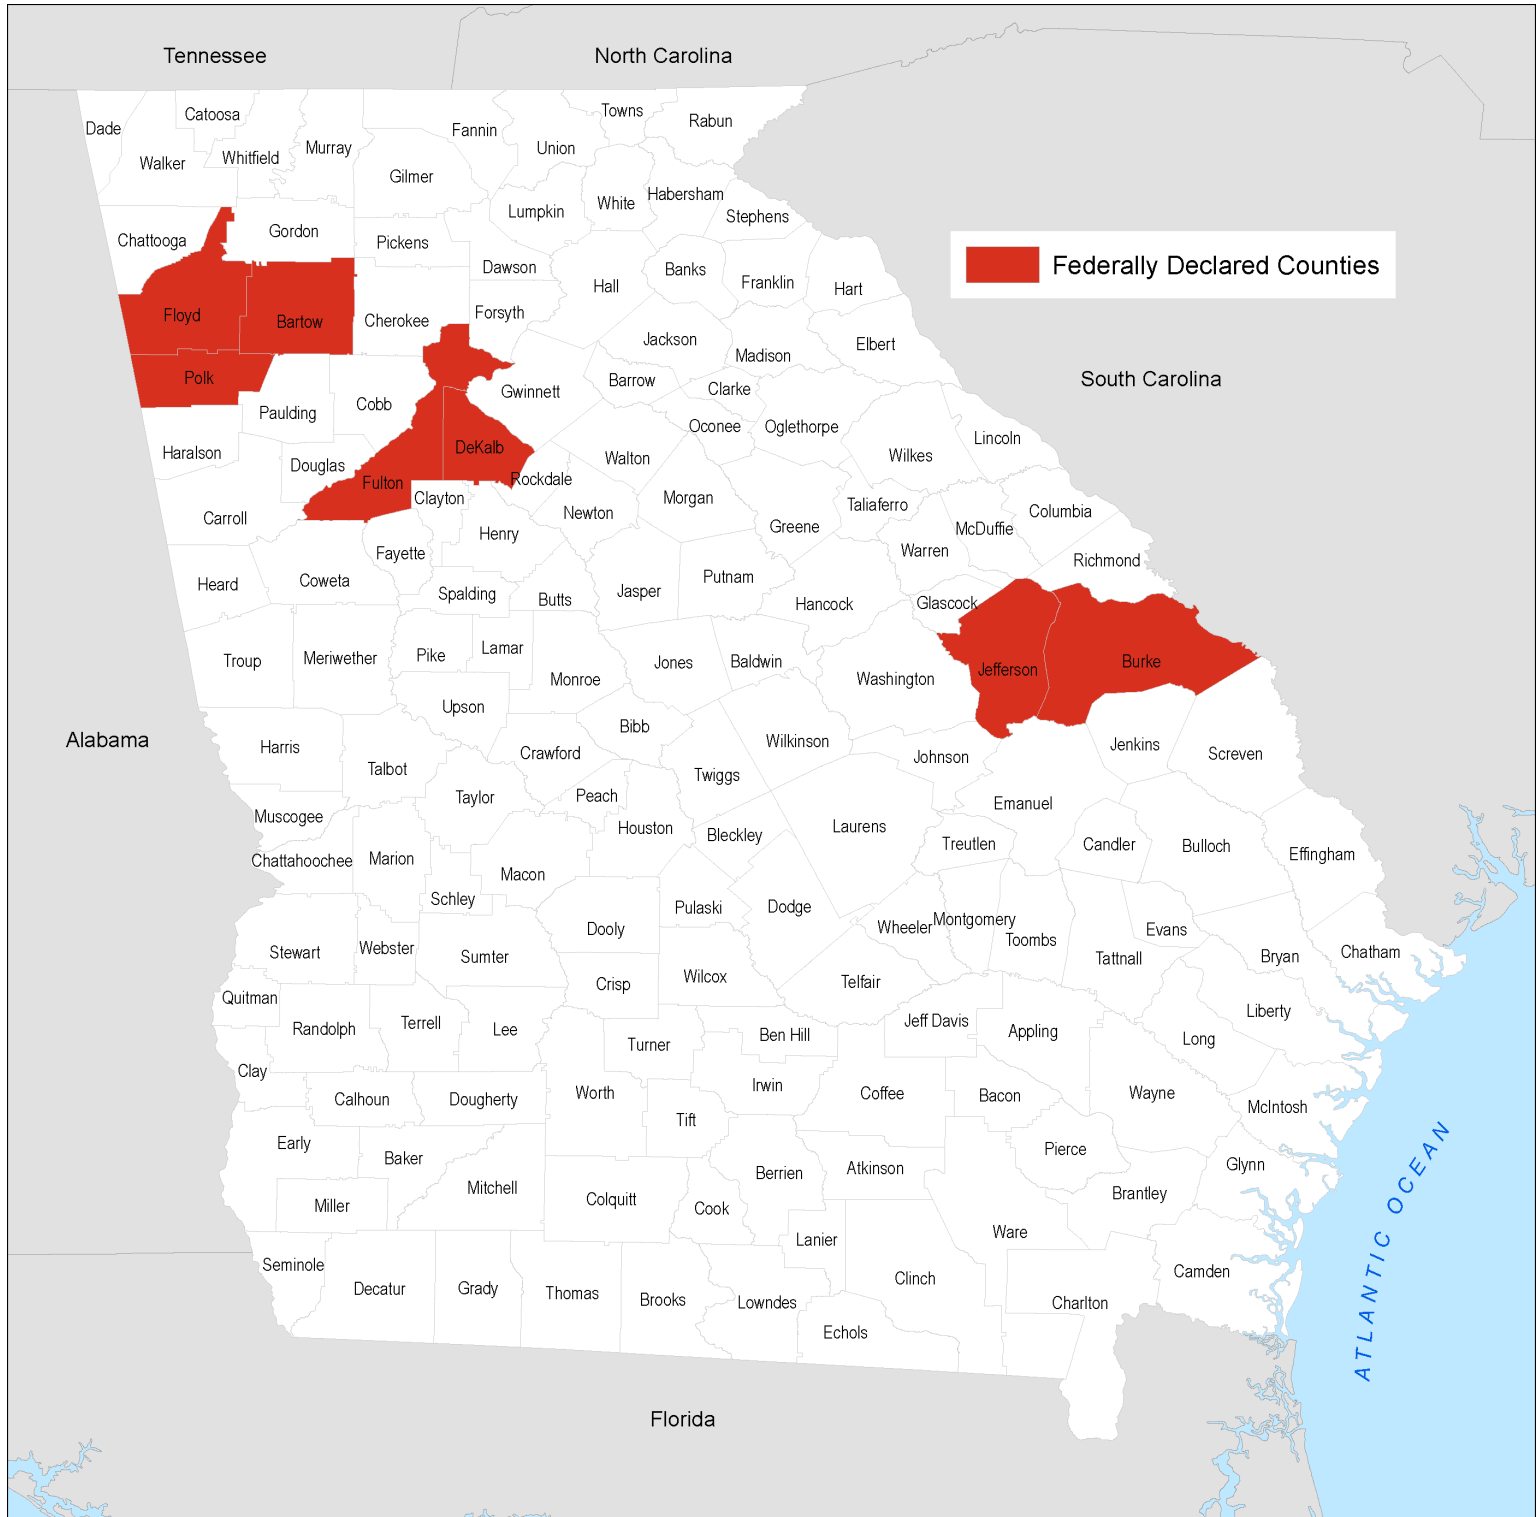 Tennessee
North Carolina
Towns
Catoosa
Rabun
Dade
Fannin
Murray
Union
Whitfield
Walker
Gilmer
Habersham
White
Lumpkin
Stephens
Gordon
Chattooga
Pickens
Federally Declared Counties
Dawson
Banks
Franklin
Hall
Hart
Forsyth
Floyd
Bartow
Cherokee
Jackson
Elbert
Madison
Polk
South Carolina
Barrow
Clarke
Gwinnett
Cobb
Paulding
Oconee
Oglethorpe
Lincoln
DeKalb
Haralson
Wilkes
Walton
Douglas
Rockdale
Fulton
Clayton
Morgan
Taliaferro
Columbia
Newton
Carroll
Greene
McDuffie
Henry
Warren
Fayette
Richmond
Putnam
Coweta
Heard
Jasper
Spalding
Butts
Glascock
Hancock
Lamar
Pike
Meriwether
Troup
Jones
Baldwin
Burke
Jefferson
Washington
Monroe
Upson
Bibb
Alabama
Wilkinson
Jenkins
Harris
Crawford
Screven
Johnson
Talbot
Twiggs
Peach
Taylor
Emanuel
Muscogee
Laurens
Houston
Bleckley
Treutlen
Candler
Bulloch
Effingham
Marion
Chattahoochee
Macon
Schley
Dodge
Pulaski
Montgomery
Wheeler
Dooly
Evans
Toombs
Webster
Stewart
Chatham
Sumter
Bryan
Tattnall
Wilcox
Telfair
Crisp
Quitman
Liberty
Jeff Davis
Terrell
Randolph
Lee
Appling
Ben Hill
Long
Turner
Clay
Irwin
Worth
Coffee
Wayne
Bacon
Calhoun
Dougherty
McIntosh
Tift
Early
Pierce
Baker
Glynn
Atkinson
Berrien
Mitchell
Brantley
Colquitt
Miller
Cook
Ware
Lanier
Seminole
Camden
Clinch
Decatur
Grady
Thomas
Brooks
Lowndes
Charlton
Echols
ATLANTIC OCEAN
Florida